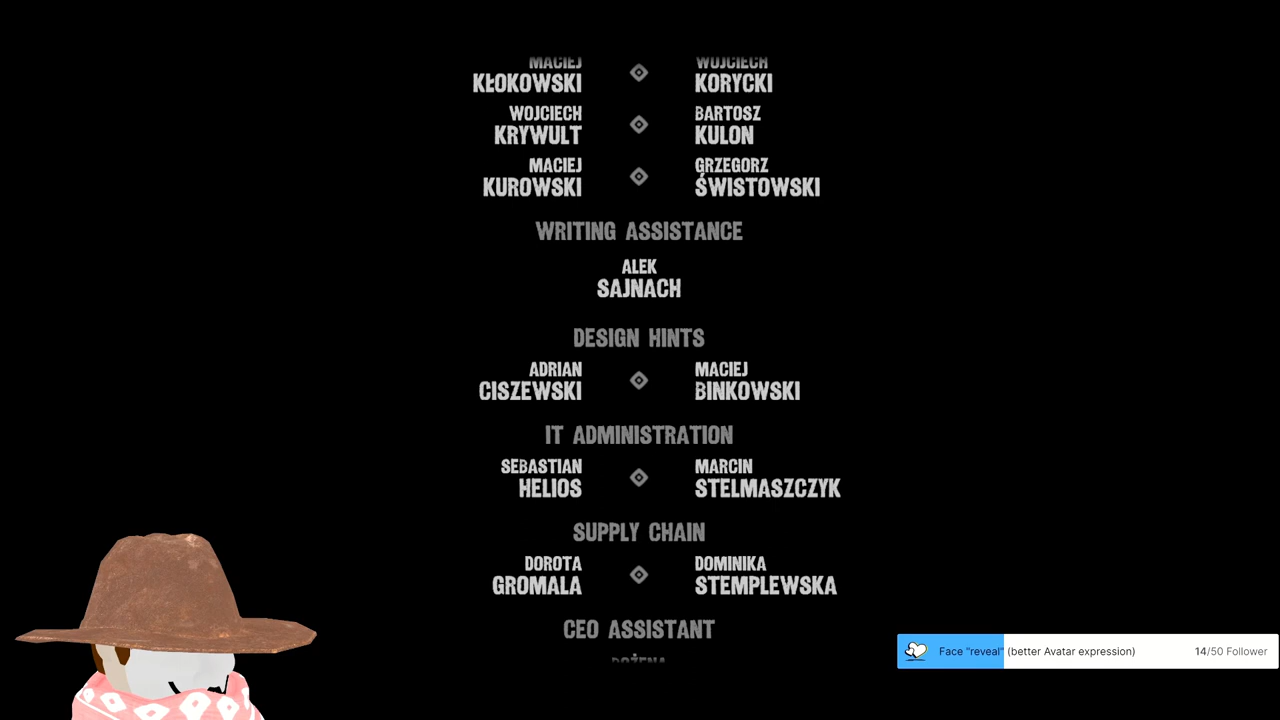 MACIEJ WOJCIECH
KŁOKOWSKI KORYCKI
WOJCIECH BARTOSZ
KRYWULT KULON
MACIEJ GRZEGORZ
KUROWSKI ŚWISTOWSKI
WRITING ASSISTANCE
ALEK
SAJNACH
DESIGN HINTS
ADRIAN MACIEJ
CISZEWSKI BINKOWSKI
IT ADMINISTRATION
SEBASTIAN MARCIN
HELIOS STELMASZCZYK
SUPPLY CHAIN
DOROTA DOMINIKA
GROMALA STEMPLEWSKA
CEO ASSISTANT
Face "reveal" (better Avatar expression) 14/50 Follower